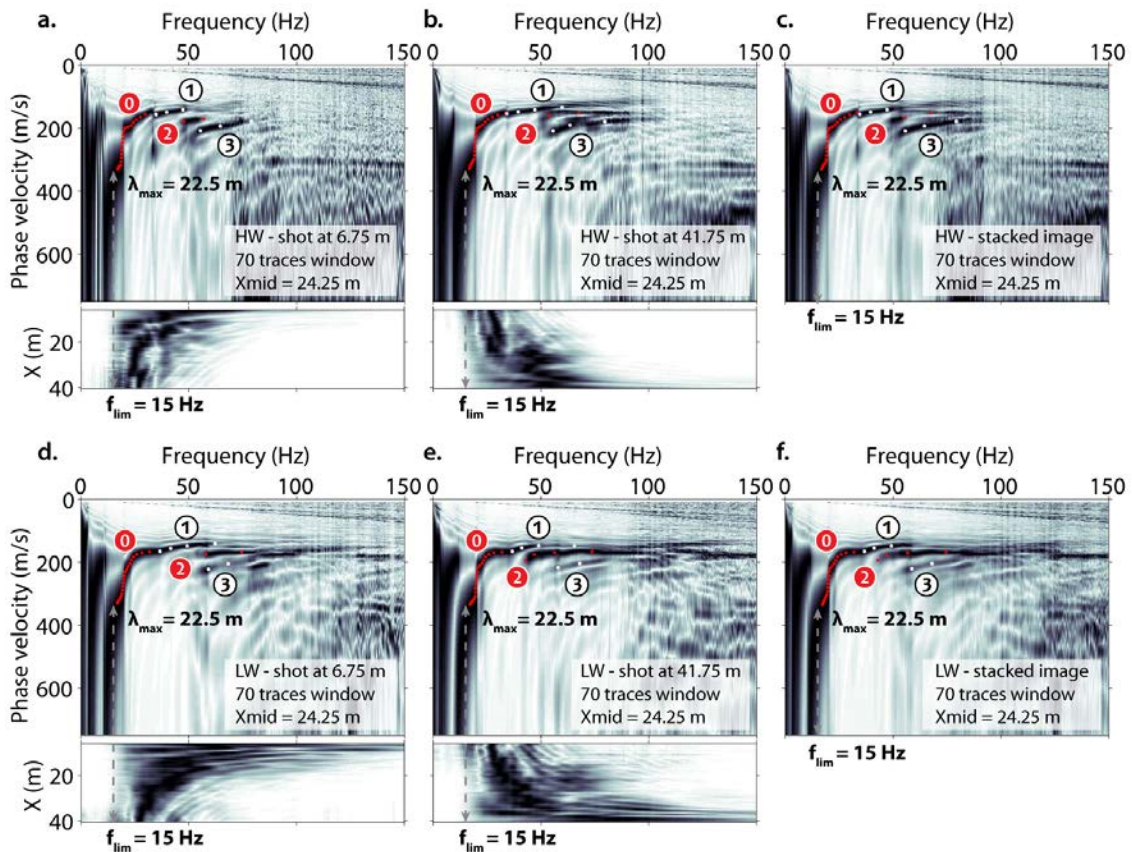 a.
Frequency (Hz)
0 50 100 150
Phase velocity (m/s)
0
200
400
600
0
1
2
3
λmax = 22.5 m
HW - shot at 6.75 m
70 traces window
Xmid = 24.25 m
X (m)
20
40
flim = 15 Hz
b.
Frequency (Hz)
0 50 100 150
0
1
2
3
λmax = 22.5 m
HW - shot at 41.75 m
70 traces window
Xmid = 24.25 m
flim = 15 Hz
c.
Frequency (Hz)
0 50 100 150
0
1
2
3
λmax = 22.5 m
HW - stacked image
70 traces window
Xmid = 24.25 m
flim = 15 Hz
d.
Frequency (Hz)
0 50 100 150
Phase velocity (m/s)
0
200
400
600
0
1
2
3
λmax = 22.5 m
LW - shot at 6.75 m
70 traces window
Xmid = 24.25 m
X (m)
20
40
flim = 15 Hz
e.
Frequency (Hz)
0 50 100 150
0
1
2
3
λmax = 22.5 m
LW - shot at 41.75 m
70 traces window
Xmid = 24.25 m
flim = 15 Hz
f.
Frequency (Hz)
0 50 100 150
0
1
2
3
λmax = 22.5 m
LW - stacked image
70 traces window
Xmid = 24.25 m
flim = 15 Hz